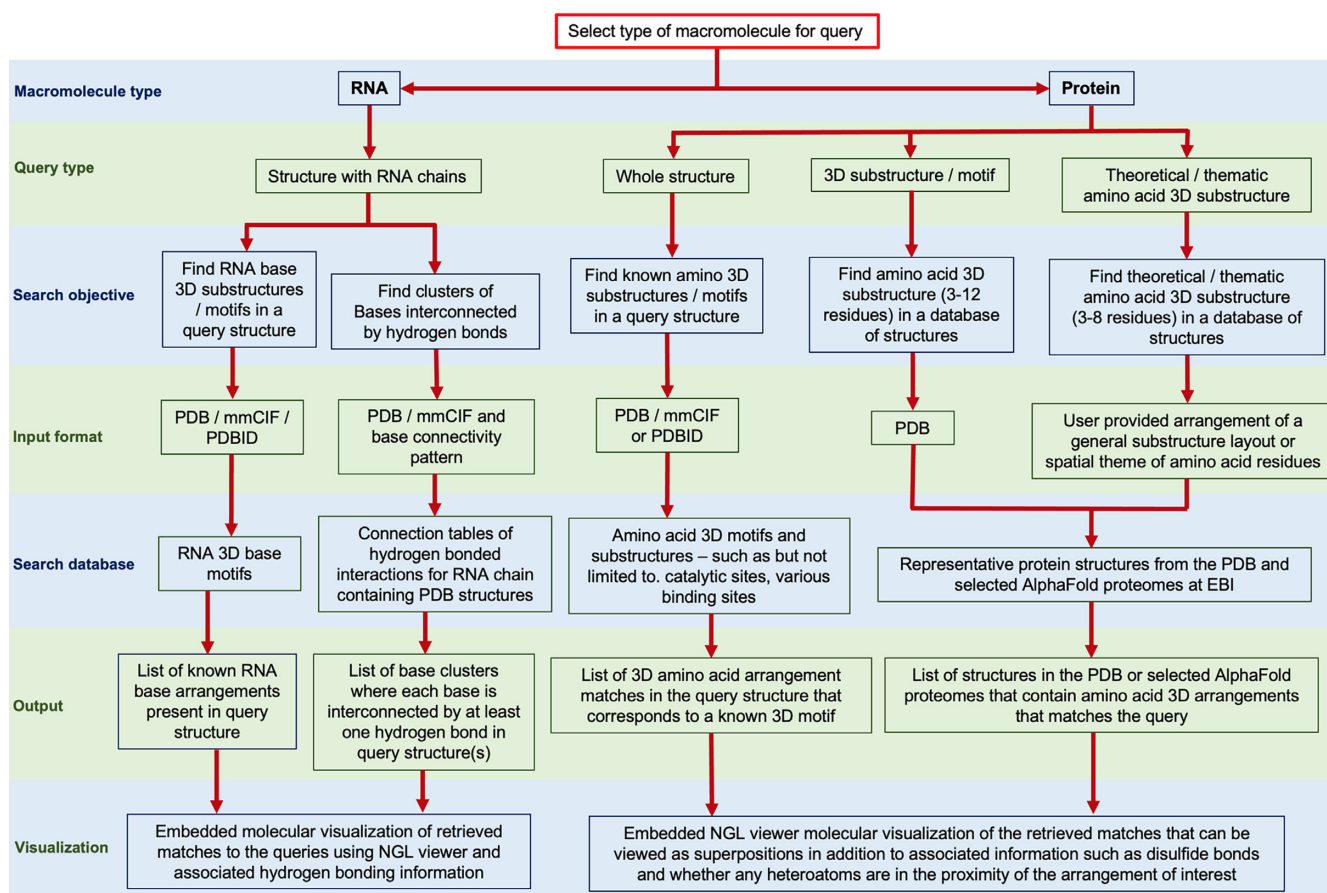 Select type of macromolecule for query
Macromolecule type
RNA
Protein
Query type
Structure with RNA chains
Whole structure
3D substructure / motif
Theoretical / thematic
amino acid 3D substructure
Search objective
Find RNA base
3D substructures
/ motifs in a
query structure
Find clusters of
Bases interconnected
by hydrogen bonds
Find known amino 3D
substructures / motifs
in a query structure
Find amino acid 3D
substructure (3-12
residues) in a database
of structures
Find theoretical / thematic
amino acid 3D substructure
(3-8 residues) in a database of
structures
Input format
PDB / mmCIF /
PDBID
PDB / mmCIF and
base connectivity
pattern
PDB / mmCIF
or PDBID
PDB
User provided arrangement of a
general substructure layout or
spatial theme of amino acid residues
Search database
RNA 3D base
motifs
Connection tables of
hydrogen bonded
interactions for RNA chain
containing PDB structures
Amino acid 3D motifs and
substructures – such as but not
limited to. catalytic sites, various
binding sites
Representative protein structures from the PDB and
selected AlphaFold proteomes at EBI
Output
List of known RNA
base arrangements
present in query
structure
List of base clusters
where each base is
interconnected by at least
one hydrogen bond in
query structure(s)
List of 3D amino acid arrangement
matches in the query structure that
corresponds to a known 3D motif
List of structures in the PDB or selected AlphaFold
proteomes that contain amino acid 3D arrangements
that matches the query
Visualization
Embedded molecular visualization of retrieved
matches to the queries using NGL viewer and
associated hydrogen bonding information
Embedded NGL viewer molecular visualization of the retrieved matches that can be
viewed as superpositions in addition to associated information such as disulfide bonds
and whether any heteroatoms are in the proximity of the arrangement of interest